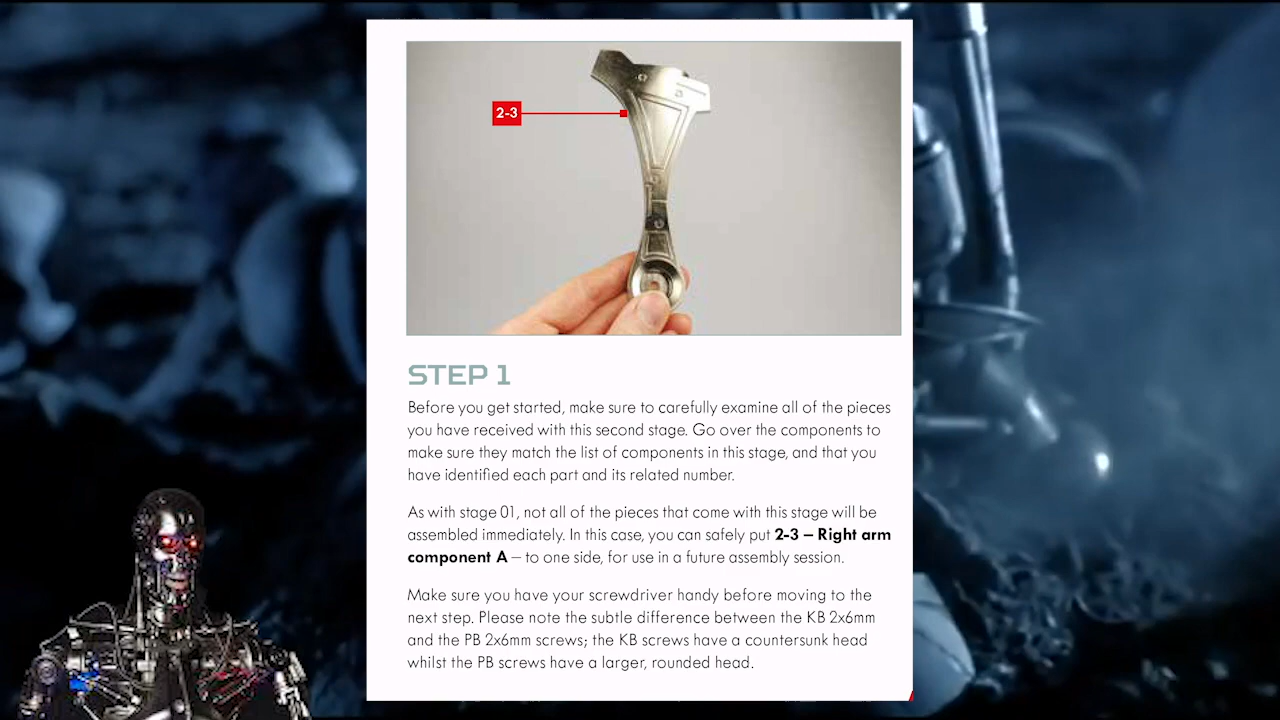 2-3
STEP 1
Before you get started, make sure to carefully examine all of the pieces
you have received with this second stage. Go over the components to
make sure they match the list of components in this stage, and that you
have identified each part and its related number.
As with stage 01, not all of the pieces that come with this stage will be
assembled immediately. In this case, you can safely put 2-3 – Right arm
component A – to one side, for use in a future assembly session.
Make sure you have your screwdriver handy before moving to the
next step. Please note the subtle difference between the KB 2x6mm
and the PB 2x6mm screws; the KB screws have a countersunk head
whilst the PB screws have a larger, rounded head.